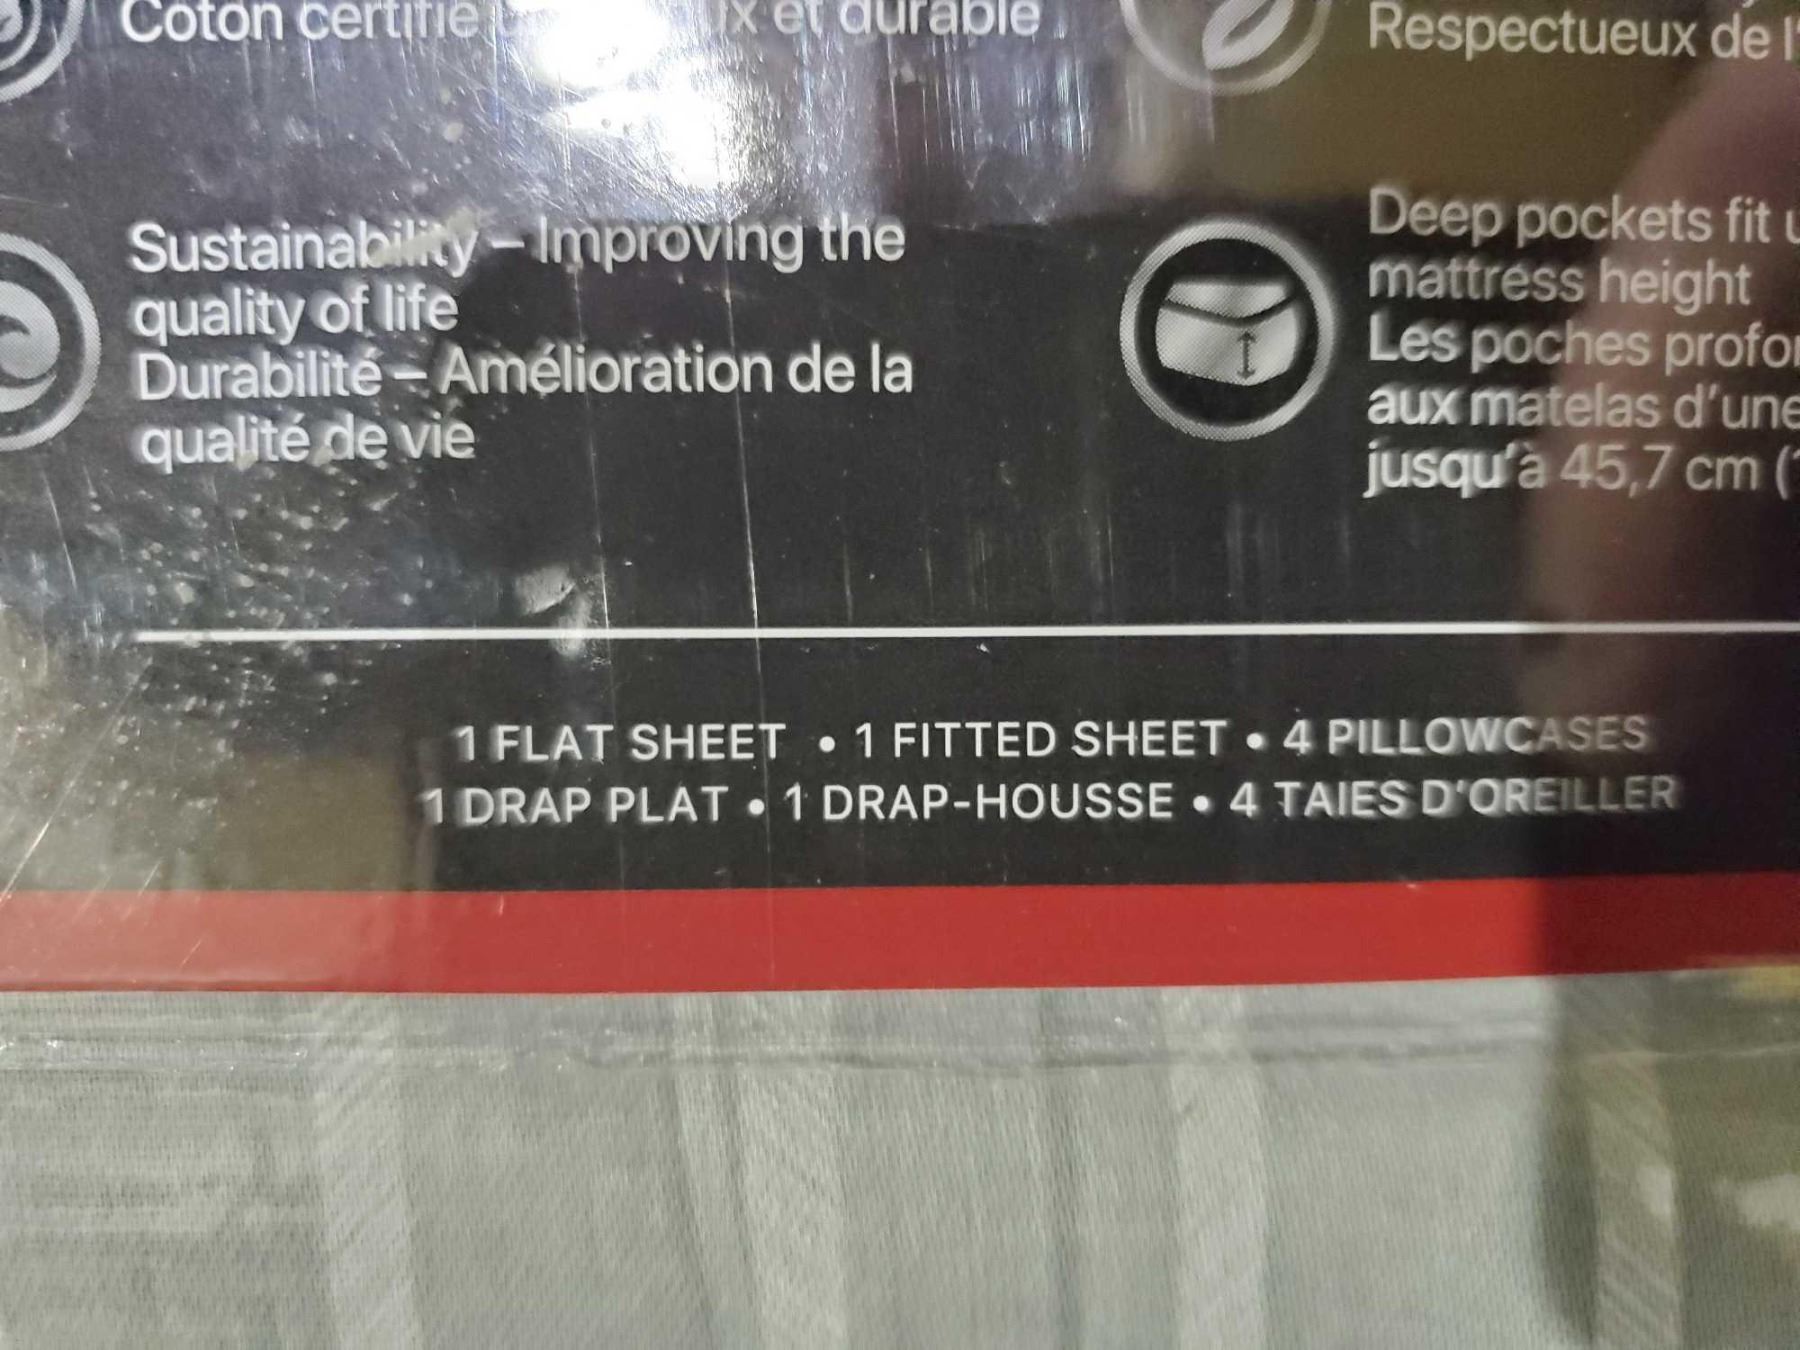 Coton certifié et durable
Respectueux de l'
Sustainability – Improving the
quality of life
Durabilité – Amélioration de la
qualité de vie
Deep pockets fit
mattress height
Les poches
aux matelas d'une
jusqu'à 45,7 cm (
1 FLAT SHEET • 1 FITTED SHEET • 4 PILLOWCASES
1 DRAP PLAT • 1 DRAP-HOUSSE • 4 TAIES D'OREILLER